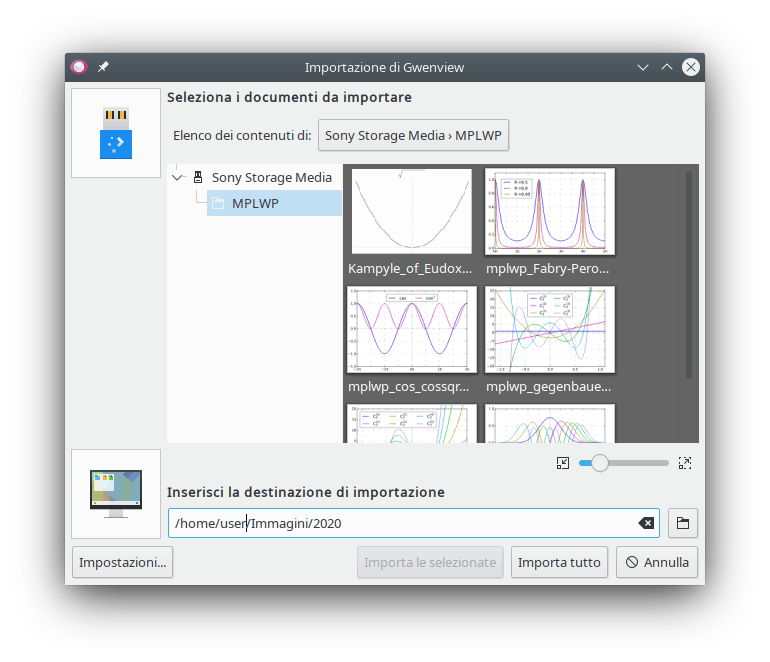 Importazione di Gwenview
Seleziona i documenti da importare
Elenco dei contenuti di: Sony Storage Media › MPLWP
Sony Storage Media
MPLWP
Kampyle_of_Eudox...
mplwp_Fabry-Pero...
mplwp_cos_cossqr...
mplwp_gegenbaue...
Inserisci la destinazione di importazione
/home/user/Immagini/2020
Impostazioni...
Importa le selezionate
Importa tutto
Annulla